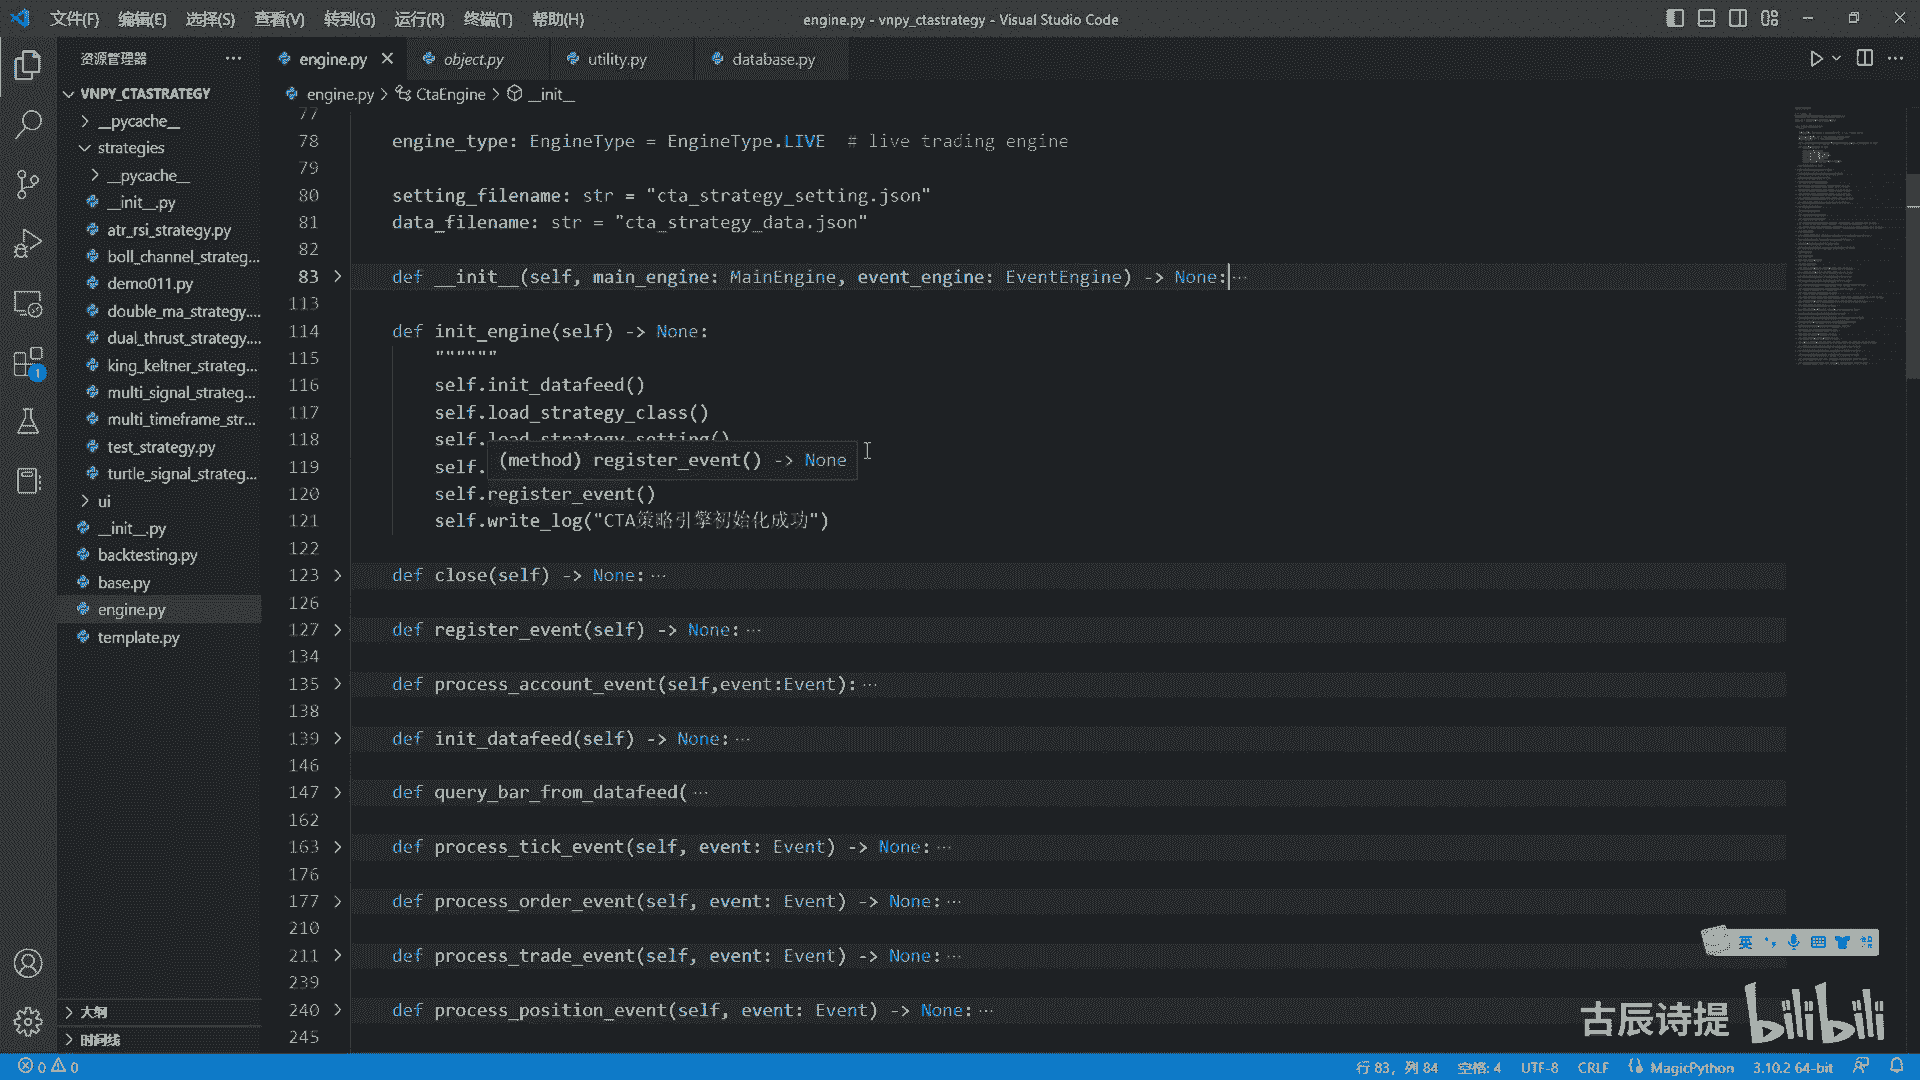 文件(F) 编辑(E) 选择(S) 查看(V) 转到(G) 运行(R) 终端(T) 帮助(H)
engine.py - vnpy_ctastrategy - Visual Studio Code
资源管理器
engine.py object.py utility.py database.py
VNPY_CTASTRATEGY
__pycache__
strategies
__pycache__
__init__.py
atr_rsi_strategy.py
boll_channel_strateg...
demo011.py
double_ma_strategy....
dual_thrust_strategy....
king_keltner_strateg...
multi_signal_strateg...
multi_timeframe_str...
test_strategy.py
turtle_signal_strateg...
ui
__init__.py
backtesting.py
base.py
engine.py
template.py
大纲
时间线
1
engine.py > CtaEngine > __init__
77
78 engine_type: EngineType = EngineType.LIVE # live trading engine
79
80 setting_filename: str = "cta_strategy_setting.json"
81 data_filename: str = "cta_strategy_data.json"
82
83 def __init__(self, main_engine: MainEngine, event_engine: EventEngine) -> None:···
113
114 def init_engine(self) -> None:
115 """"""
116 self.init_datafeed()
117 self.load_strategy_class()
118 self.load_strategy_setting()
119 self.
(method) register_event() -> None
120 self.register_event()
121 self.write_log("CTA策略引擎初始化成功")
122
123 def close(self) -> None:···
126
127 def register_event(self) -> None:···
134
135 def process_account_event(self,event:Event):···
138
139 def init_datafeed(self) -> None:···
146
147 def query_bar_from_datafeed(···
162
163 def process_tick_event(self, event: Event) -> None:···
176
177 def process_order_event(self, event: Event) -> None:···
210
211 def process_trade_event(self, event: Event) -> None:···
239
240 def process_position_event(self, event: Event) -> None:···
245
英
古辰诗提 bilibili
0 0
行 83，列 84 空格: 4 UTF-8 CRLF MagicPython 3.10.2 64-bit